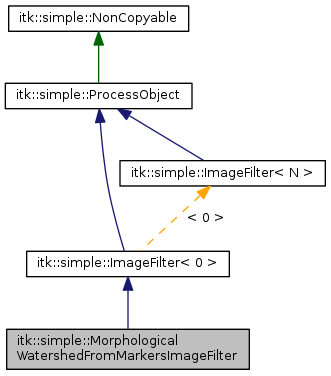 itk::simple::NonCopyable
itk::simple::ProcessObject
itk::simple::ImageFilter< N >
< 0 >
itk::simple::ImageFilter< 0 >
itk::simple::Morphological
WatershedFromMarkersImageFilter